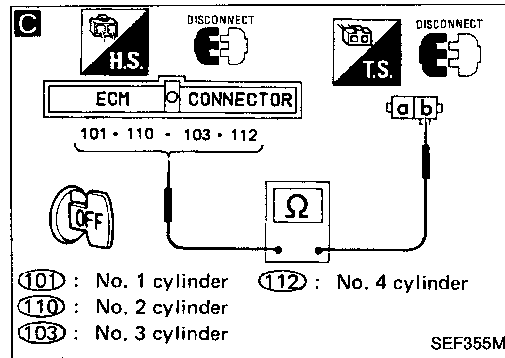 C
DISCONNECT
DISCONNECT
H.S.
T.S.
ECM CONNECTOR
a b
101 · 110 - 103 · 112
OFF
Ω
101 : No. 1 cylinder
112 : No. 4 cylinder
110 : No. 2 cylinder
103 : No. 3 cylinder
SEF355M